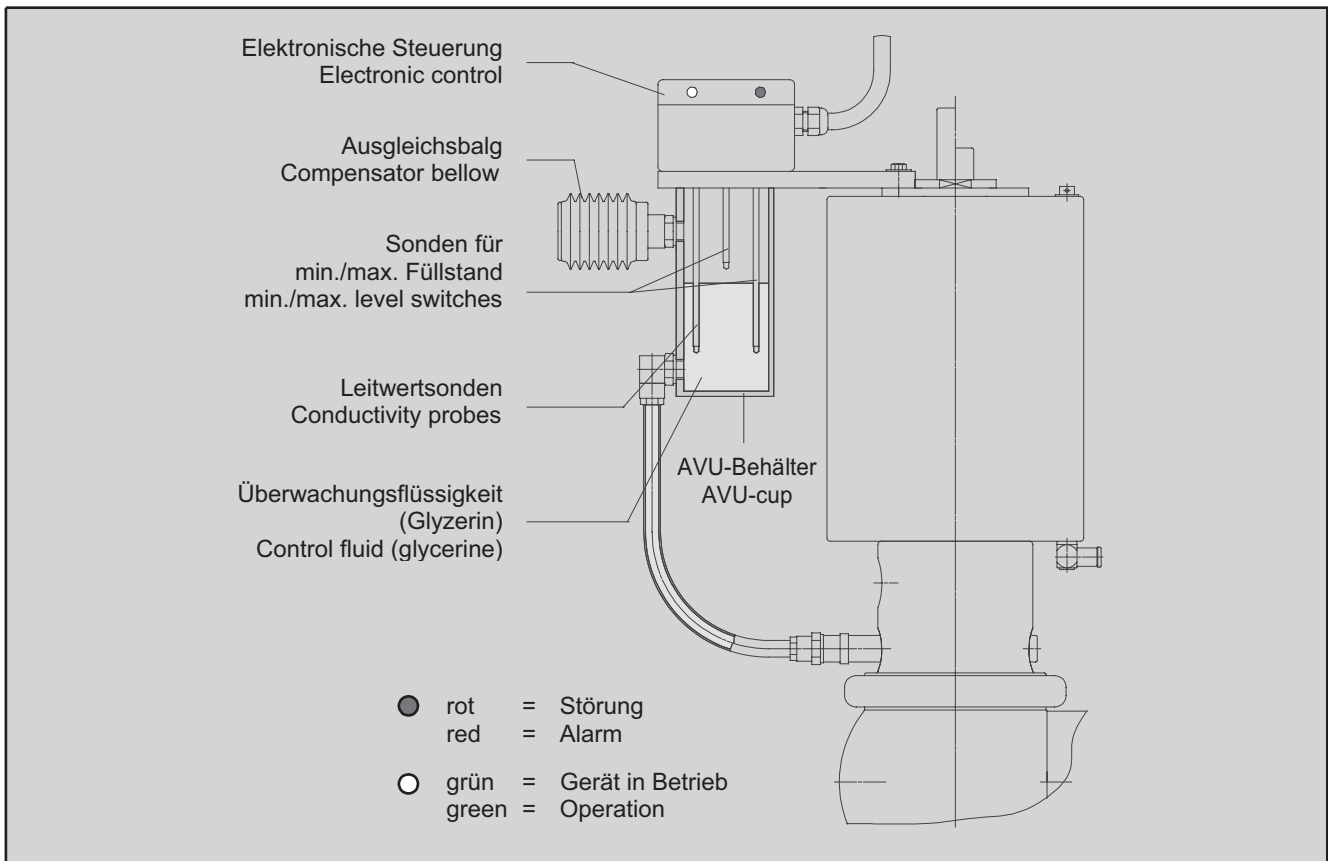 Elektronische Steuerung
Electronic control
Ausgleichsbalg
Compensator bellow
Sonden für
min./max. Füllstand
min./max. level switches
Leitwertsonden
Conductivity probes
AVU-Behälter
AVU-cup
Überwachungsflüssigkeit
(Glyzerin)
Control fluid (glycerine)
rot = Störung
red = Alarm
grün = Gerät in Betrieb
green = Operation